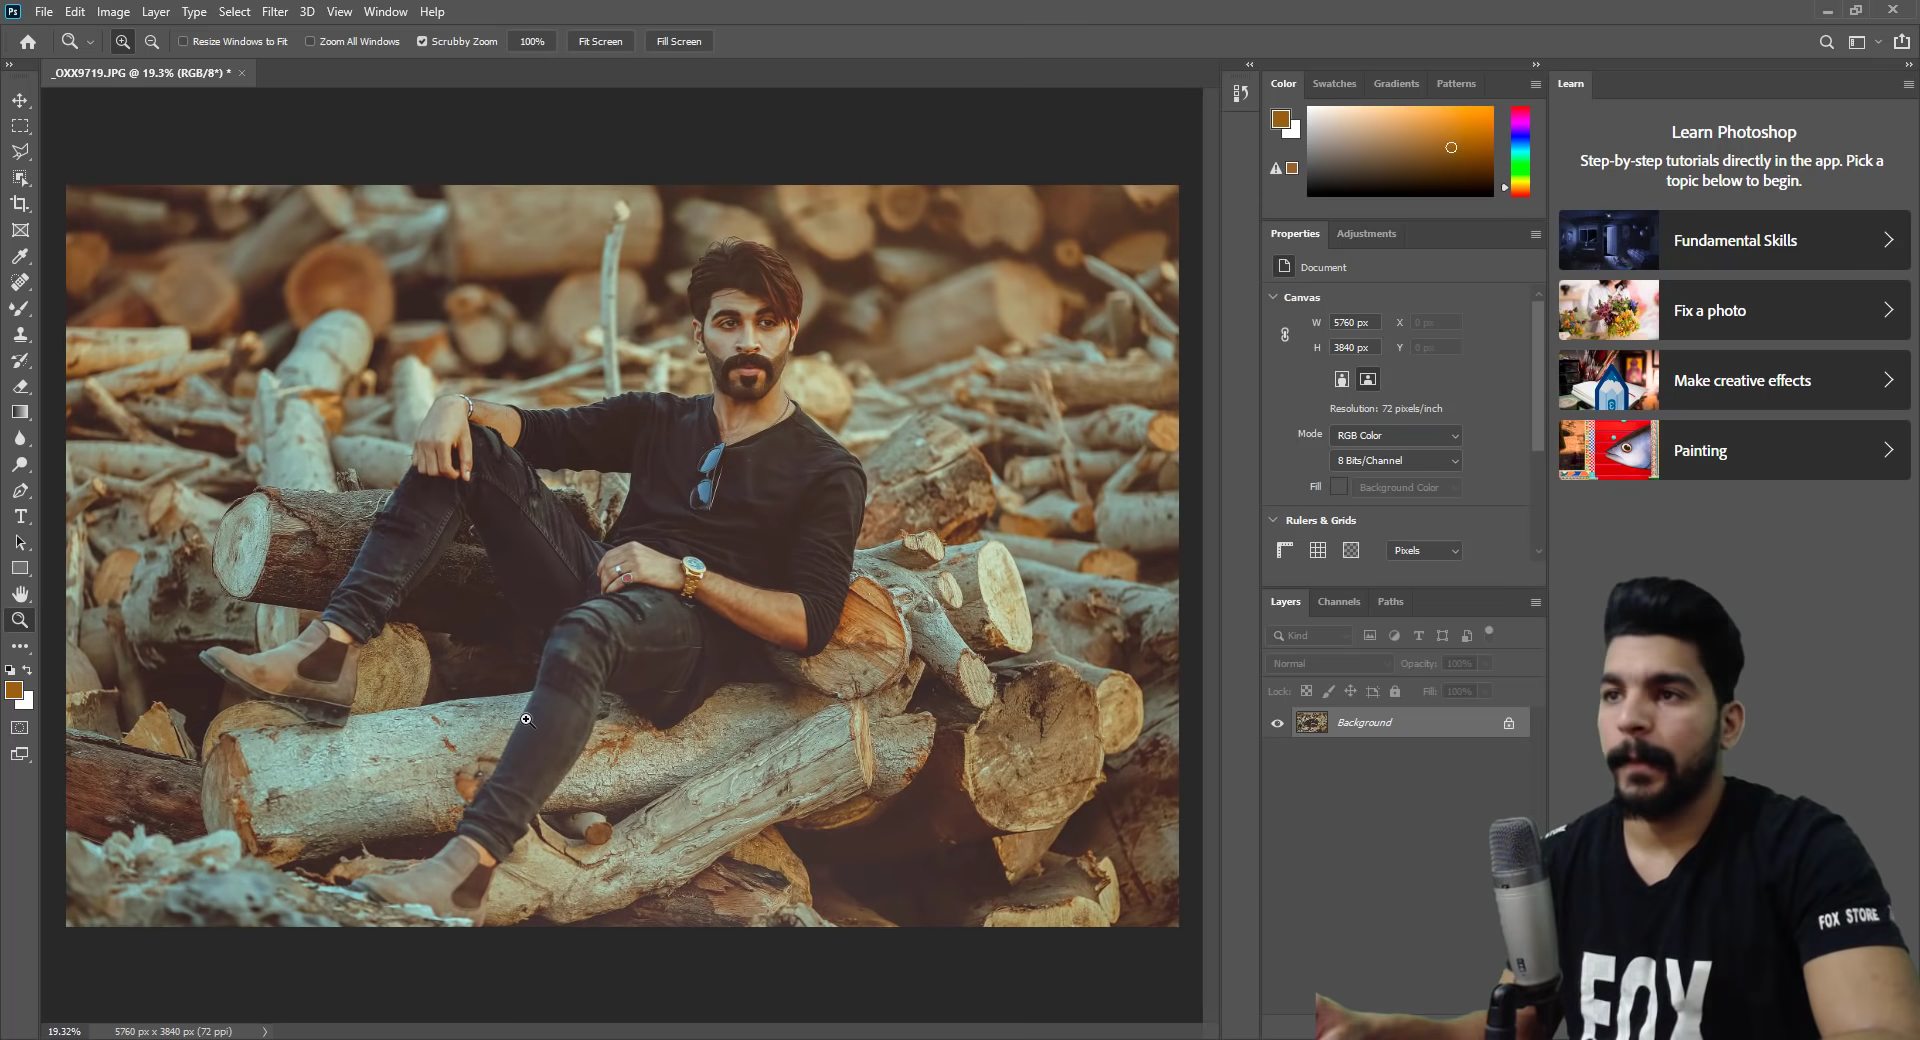 Ps File Edit Image Layer Type Select Filter 3D View Window Help
Resize Windows to Fit Zoom All Windows Scrubby Zoom 100% Fit Screen Fill Screen
_OXX9719.JPG @ 19.3% (RGB/8*) *
Color Swatches Gradients Patterns
Learn
Learn Photoshop
Step-by-step tutorials directly in the app. Pick a
topic below to begin.
Fundamental Skills
Fix a photo
Make creative effects
Painting
Properties Adjustments
Document
Canvas
W 5760 px X 0 px
H 3840 px Y 0 px
Resolution: 72 pixels/inch
Mode RGB Color
8 Bits/Channel
Fill Background Color
Rulers & Grids
Pixels
Layers Channels Paths
Kind
Normal Opacity: 100%
Lock: Fill: 100%
Background
FOX STORE
FOX
19.32% 5760 px x 3840 px (72 ppi)